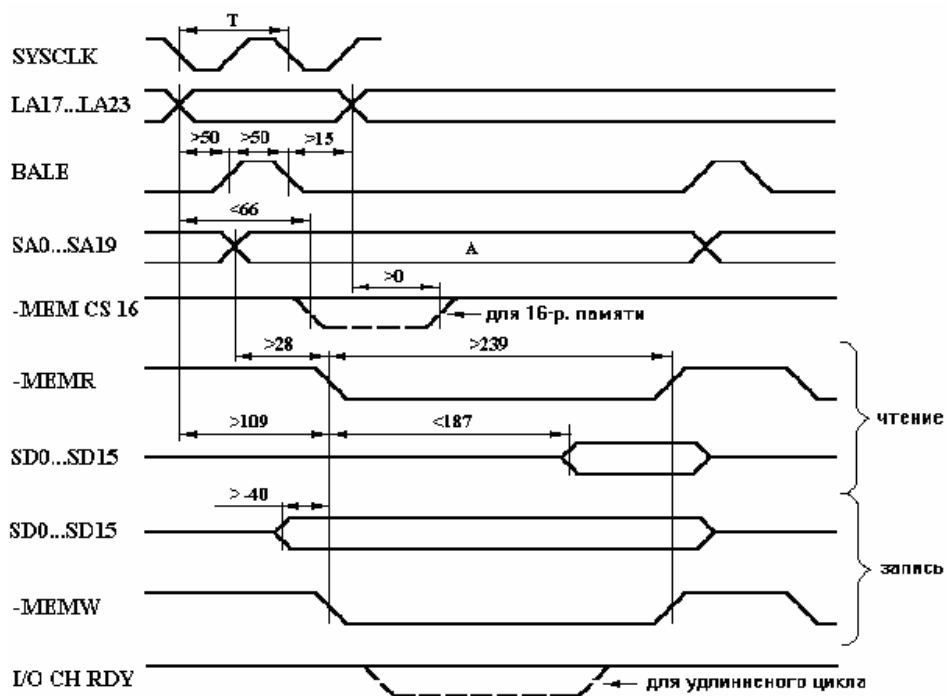 T
SYSCLK
LA17...LA23
>50 >50 >15
BALE
<66
SA0...SA19
A
>0
-MEM CS 16
для 16-р. памяти
>28 >239
-MEMR
чтение
>109 <187
SD0...SD15
> -40
SD0...SD15
запись
-MEMW
I/O CH RDY
для удлиненного цикла